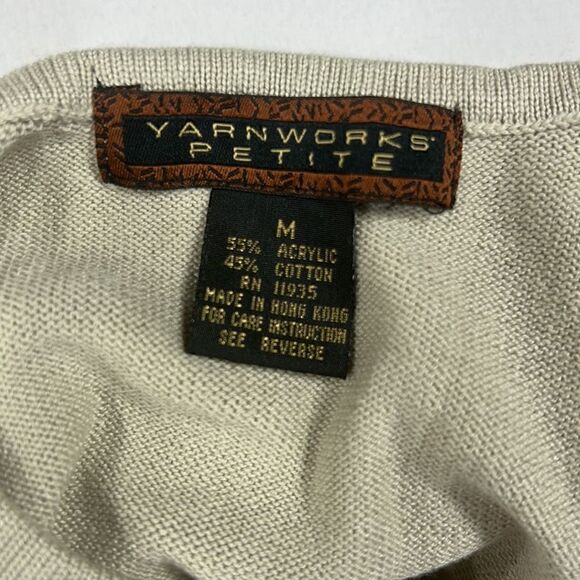 YARNWORKS
PETITE
M
55% ACRYLIC
45% COTTON
RN 11935
MADE IN HONG KONG
FOR CARE INSTRUCTION
SEE REVERSE